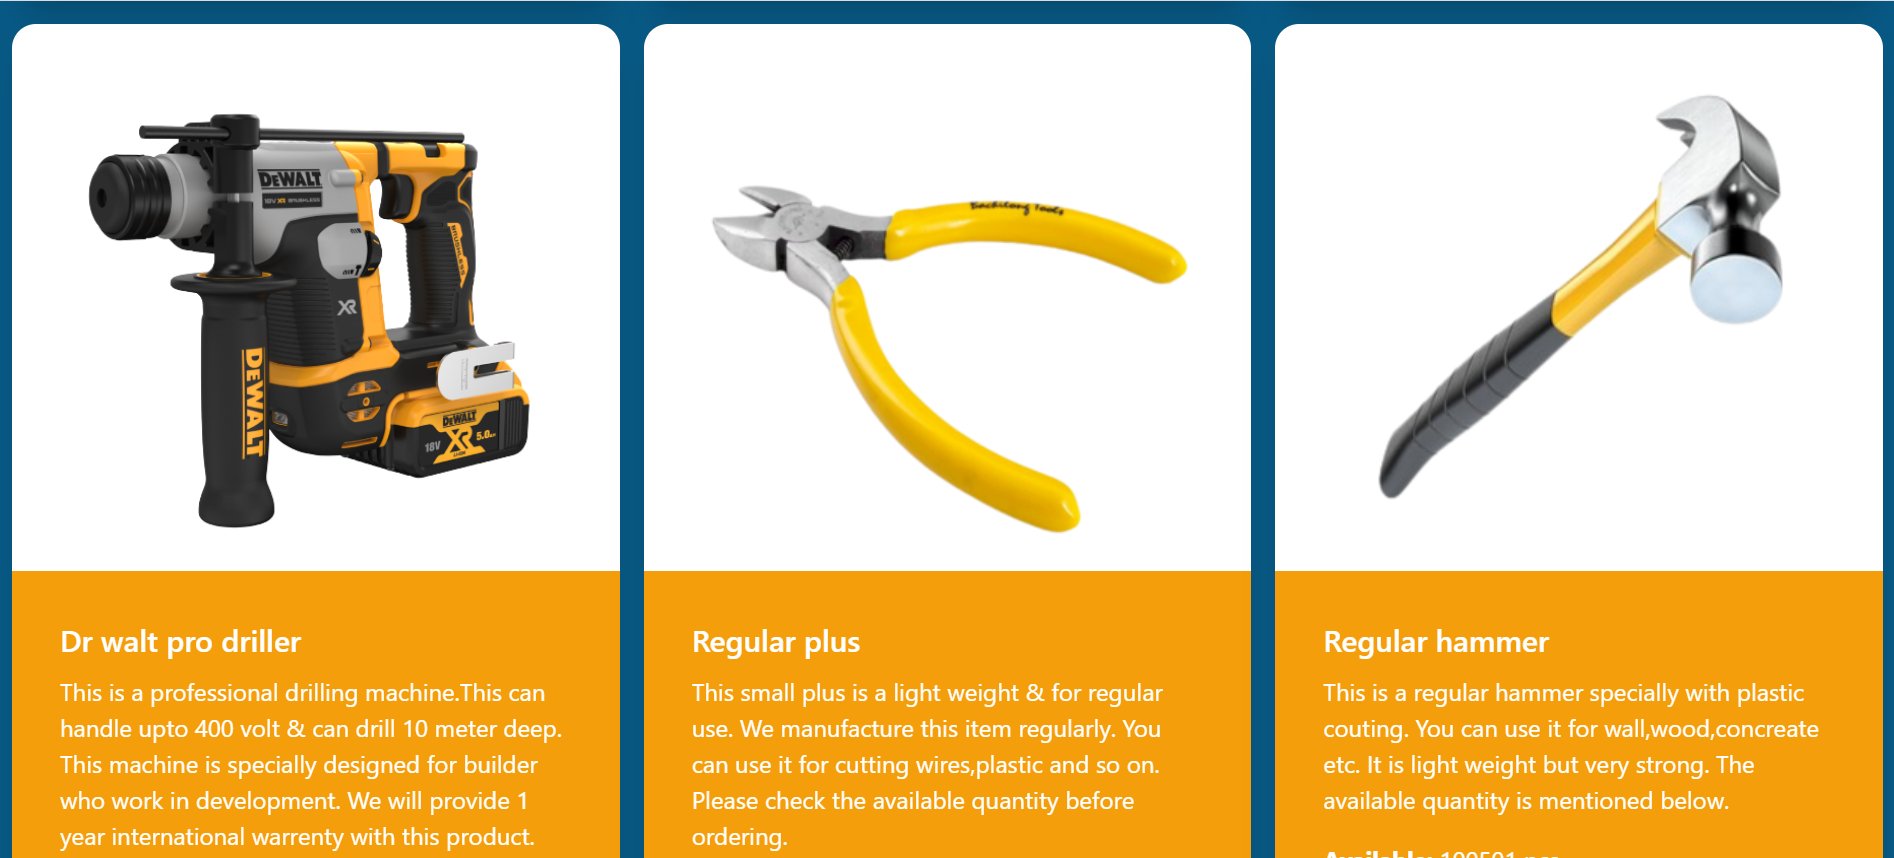 DEWALT
18V XR BRUSHLESS
BRUSHLESS
XR
DEWALT
DEWALT
18V XR 5.0Ah
LI-ION
Dr walt pro driller
This is a professional drilling machine.This can
handle upto 400 volt & can drill 10 meter deep.
This machine is specially designed for builder
who work in development. We will provide 1
year international warrenty with this product.
Tools
Regular plus
This small plus is a light weight & for regular
use. We manufacture this item regularly. You
can use it for cutting wires,plastic and so on.
Please check the available quantity before
ordering.
Regular hammer
This is a regular hammer specially with plastic
couting. You can use it for wall,wood,concreate
etc. It is light weight but very strong. The
available quantity is mentioned below.